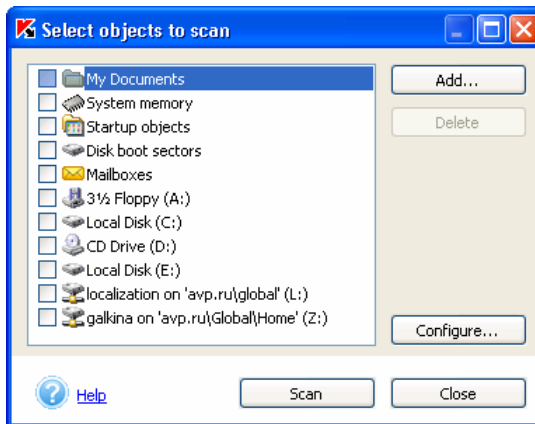 Select objects to scan
My Documents
System memory
Startup objects
Disk boot sectors
Mailboxes
3½ Floppy (A:)
Local Disk (C:)
CD Drive (D:)
Local Disk (E:)
localization on 'avp.ru\global' (L:)
galkina on 'avp.ru\Global\Home' (Z:)
Add...
Delete
Configure...
Help
Scan
Close